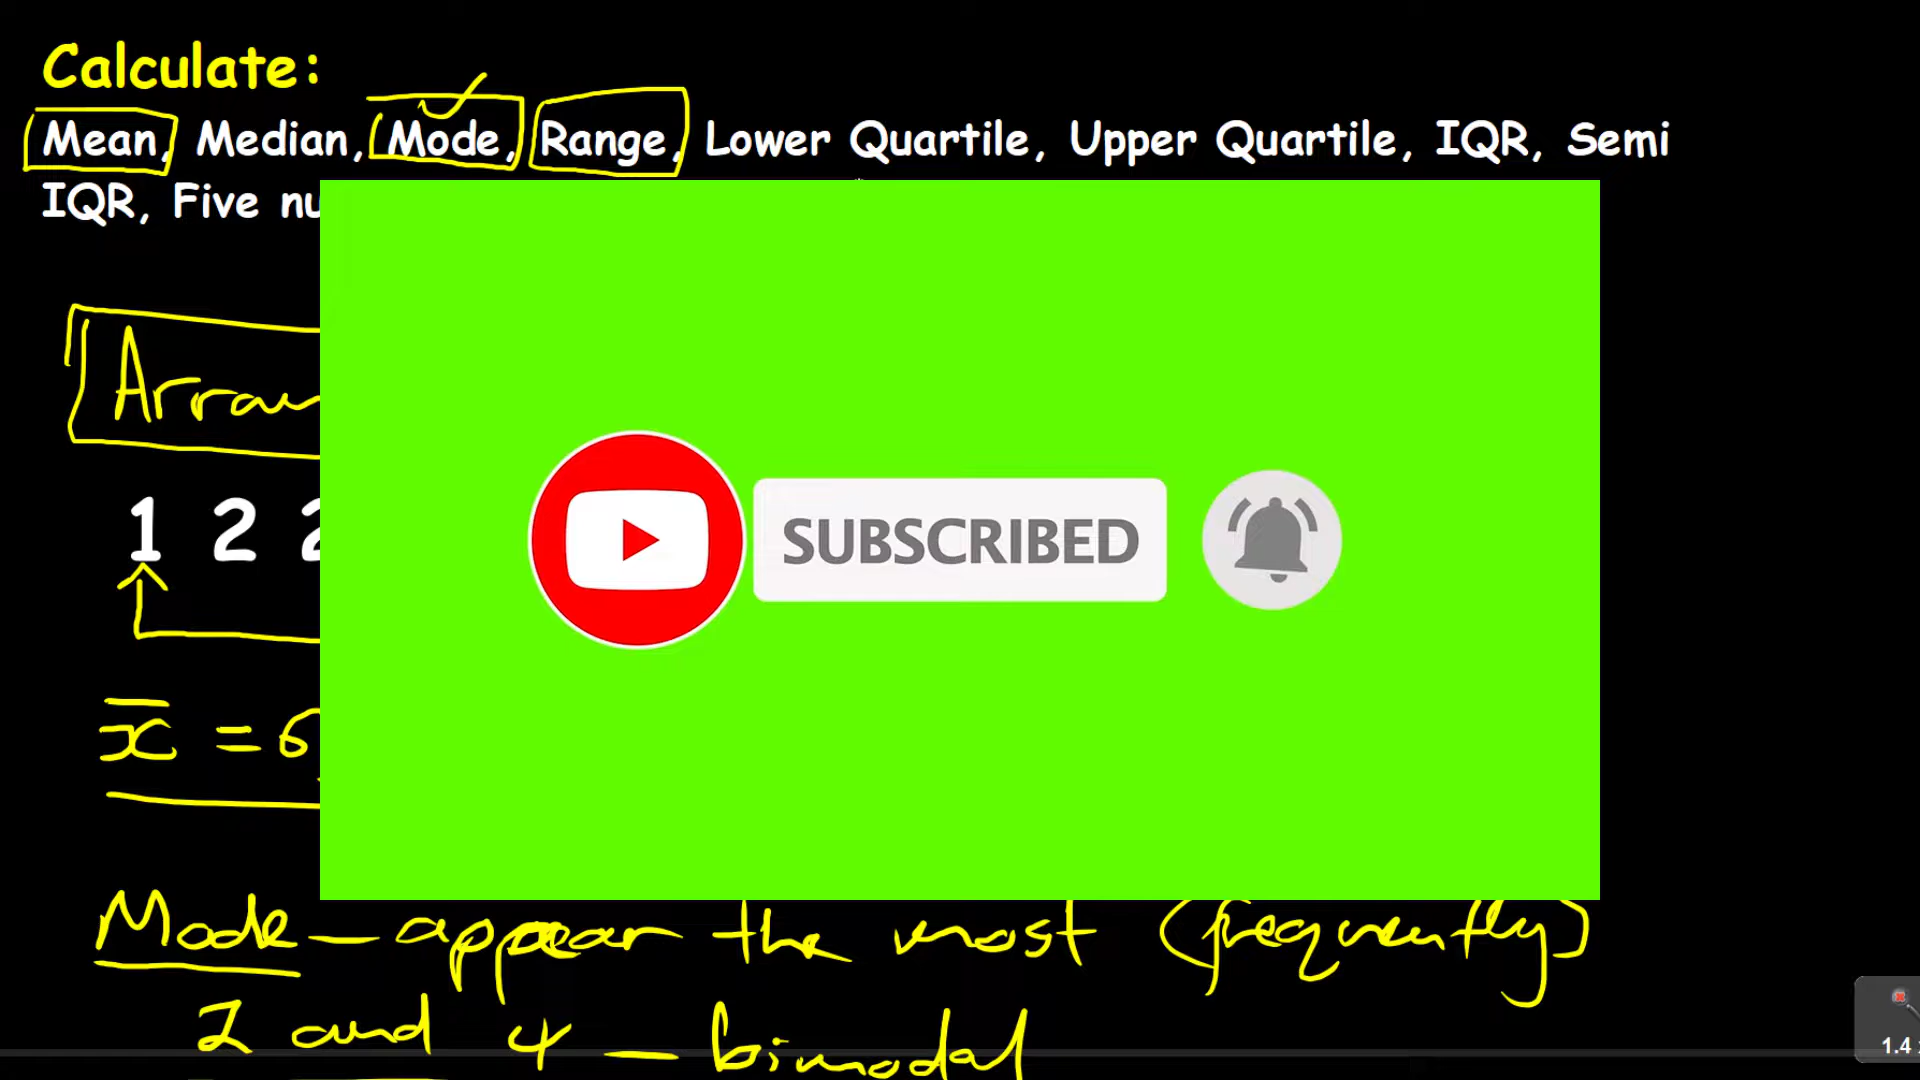 Calculate:
Mean, Median, Mode, Range, Lower Quartile, Upper Quartile, IQR, Semi
IQR, Five nu
Arran
1 2 2
SUBSCRIBED
x̄ = 6,
Mode – appear the most (frequently)
2 and 4 – bimodal
1.4